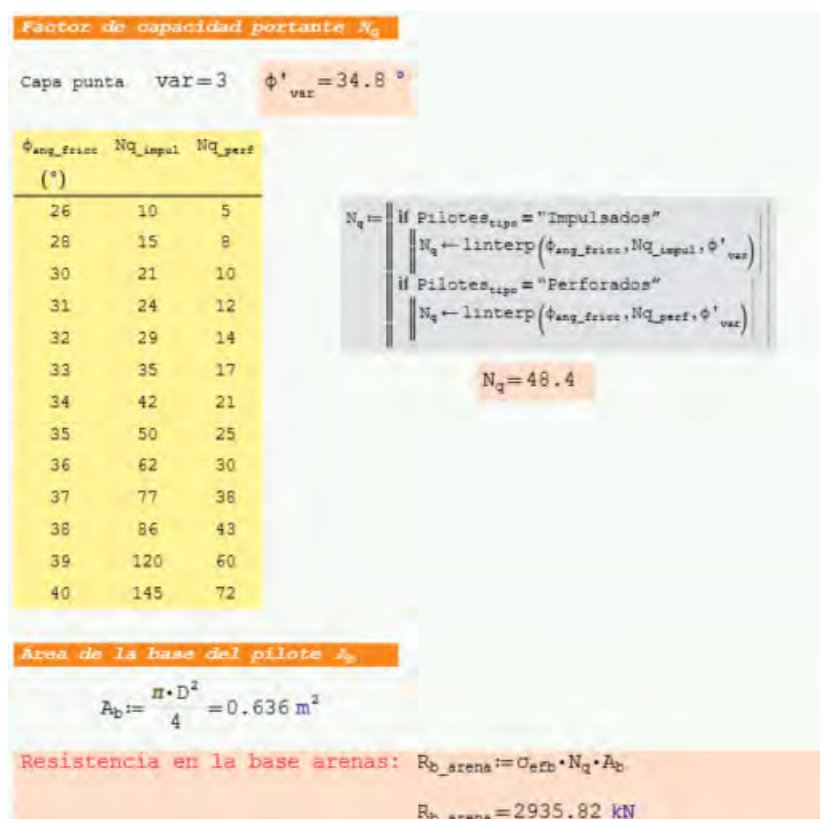 Factor de capacidad portante Nq
Capa punta var=3 ϕ'var=34.8 °
ϕang_fricc Nq_impul Nq_perf
(°)
26 10 5
28 15 8
30 21 10
31 24 12
32 29 14
33 35 17
34 42 21
35 50 25
36 62 30
37 77 38
38 86 43
39 120 60
40 145 72
Nq:= if Pilotestipo="Impulsados"
Nq←linterp(ϕang_fricc,Nq_impul,ϕ'var)
if Pilotestipo="Perforados"
Nq←linterp(ϕang_fricc,Nq_perf,ϕ'var)
Nq=48.4
Area de la base del pilote Ab
Ab:= π·D²/4 =0.636 m²
Resistencia en la base arenas: Rb_arena:=σefb·Nq·Ab
Rb_arena=2935.82 kN